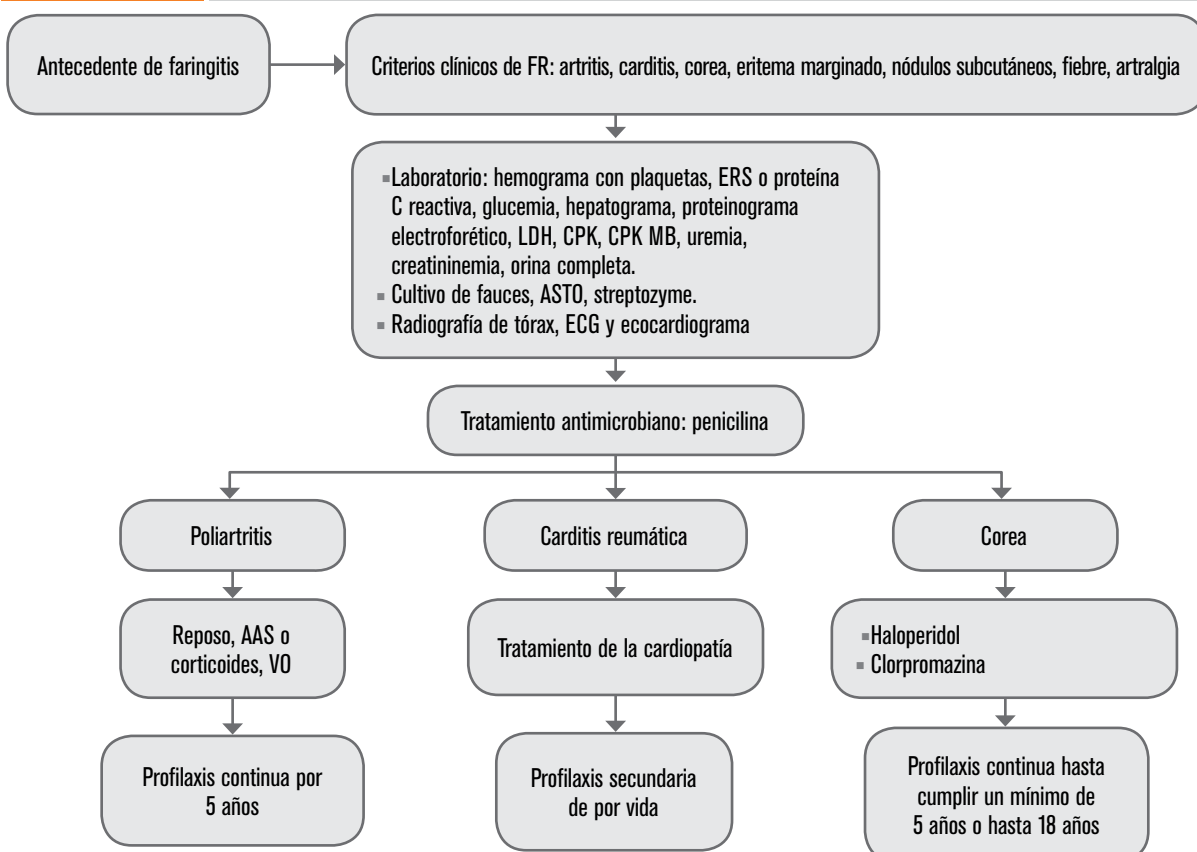 Antecedente de faringitis
Criterios clínicos de FR: artritis, carditis, corea, eritema marginado, nódulos subcutáneos, fiebre, artralgia
▪Laboratorio: hemograma con plaquetas, ERS o proteína
C reactiva, glucemia, hepatograma, proteinograma
electroforético, LDH, CPK, CPK MB, uremia,
creatininemia, orina completa.
▪ Cultivo de fauces, ASTO, streptozyme.
▪ Radiografía de tórax, ECG y ecocardiograma
Tratamiento antimicrobiano: penicilina
Poliartritis
Carditis reumática
Corea
Reposo, AAS o
corticoides, VO
Tratamiento de la cardiopatía
▪Haloperidol
▪ Clorpromazina
Profilaxis continua por
5 años
Profilaxis secundaria
de por vida
Profilaxis continua hasta
cumplir un mínimo de
5 años o hasta 18 años